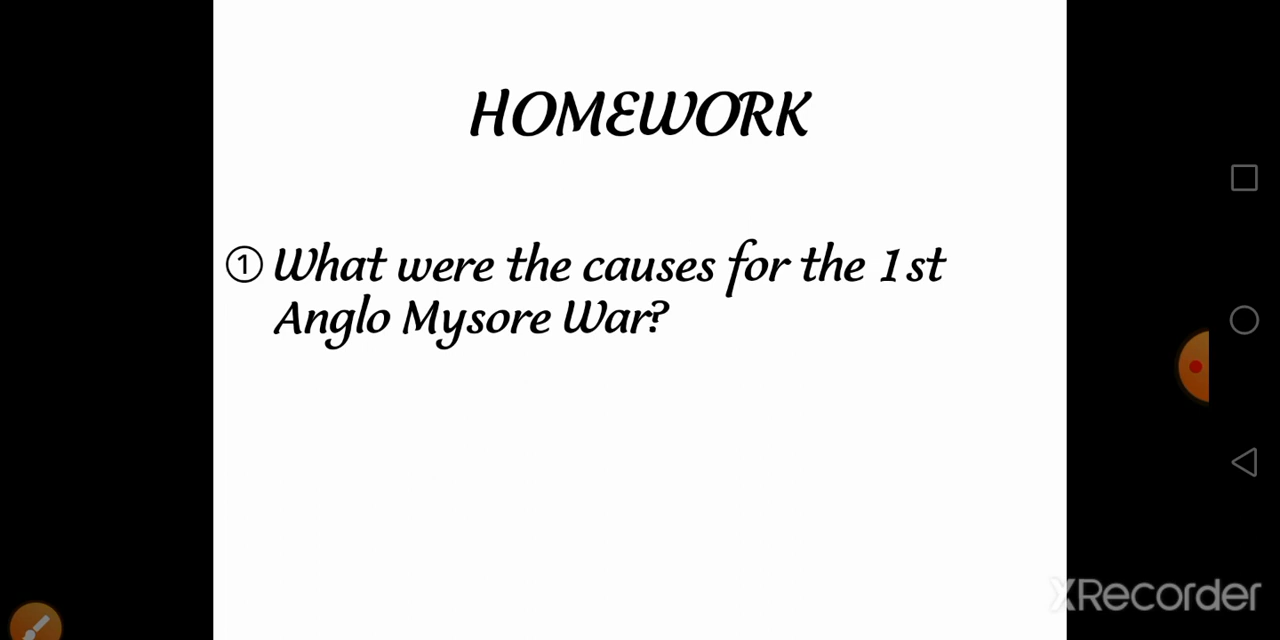 HOMEWORK
① What were the causes for the 1st
Anglo Mysore War?
XRecorder